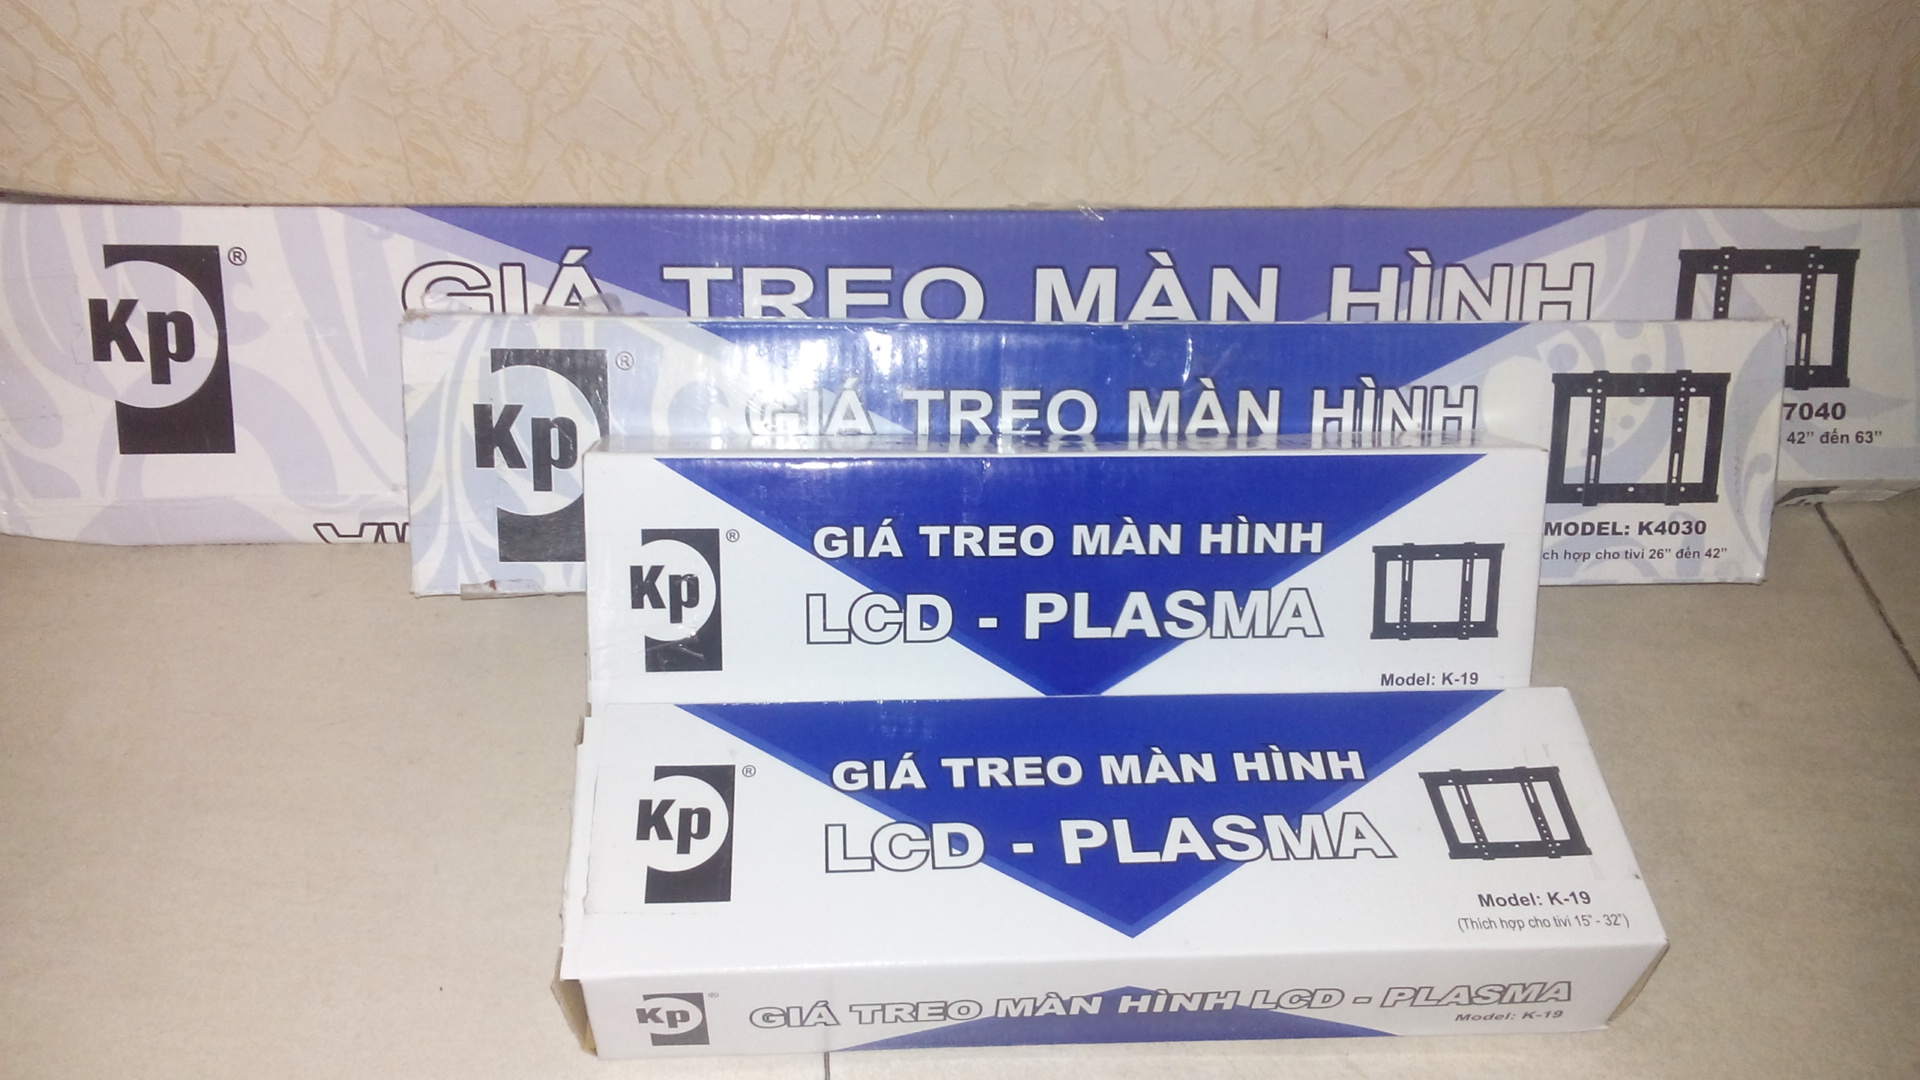 Kp ®
GIÁ TREO MÀN HÌNH
7040
42" đến 63"
Kp ®
GIÁ TREO MÀN HÌNH
MODEL: K4030
hợp cho tivi 26" đến 42"
Kp ®
GIÁ TREO MÀN HÌNH
LCD - PLASMA
Model: K-19
Kp ®
GIÁ TREO MÀN HÌNH
LCD - PLASMA
Model: K-19
(Thích hợp cho tivi 15" - 32")
Kp ®
GIÁ TREO MÀN HÌNH LCD - PLASMA
Model: K-19